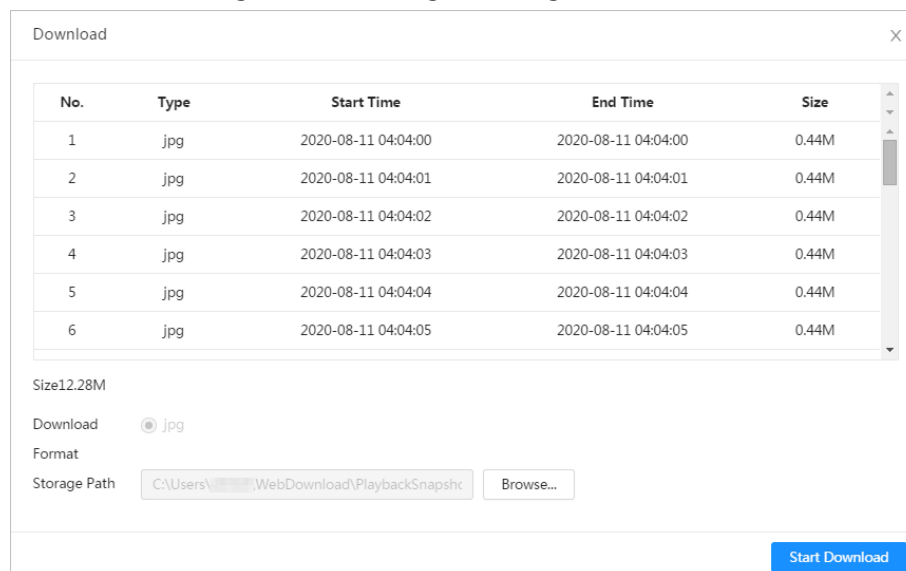 Download X
No. Type Start Time End Time Size
1 jpg 2020-08-11 04:04:00 2020-08-11 04:04:00 0.44M
2 jpg 2020-08-11 04:04:01 2020-08-11 04:04:01 0.44M
3 jpg 2020-08-11 04:04:02 2020-08-11 04:04:02 0.44M
4 jpg 2020-08-11 04:04:03 2020-08-11 04:04:03 0.44M
5 jpg 2020-08-11 04:04:04 2020-08-11 04:04:04 0.44M
6 jpg 2020-08-11 04:04:05 2020-08-11 04:04:05 0.44M
Size12.28M
Download jpg
Format
Storage Path C:\Users\ WebDownload\PlaybackSnapsho Browse...
Start Download